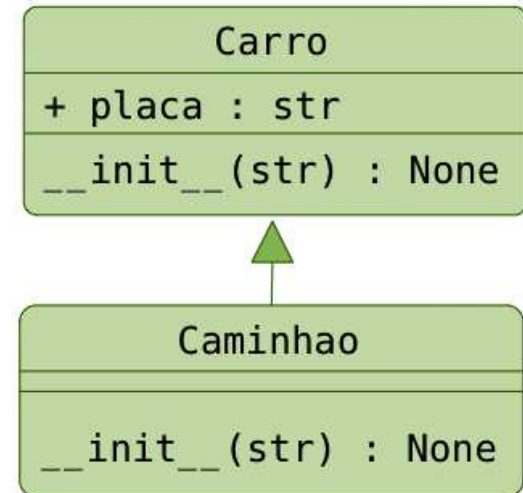 Carro
+ placa : str
__init__(str) : None
Caminhao
__init__(str) : None